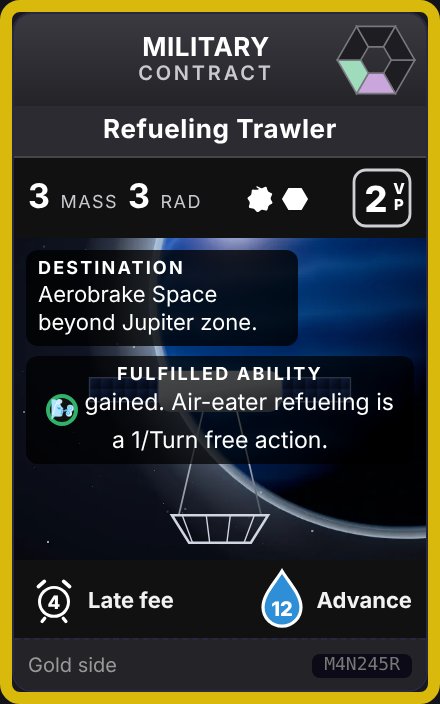 MILITARY
CONTRACT
Refueling Trawler
3 MASS 3 RAD 2 VP
DESTINATION
Aerobrake Space
beyond Jupiter zone.
FULFILLED ABILITY
gained. Air-eater refueling is
a 1/Turn free action.
4 Late fee 12 Advance
Gold side M4N245R